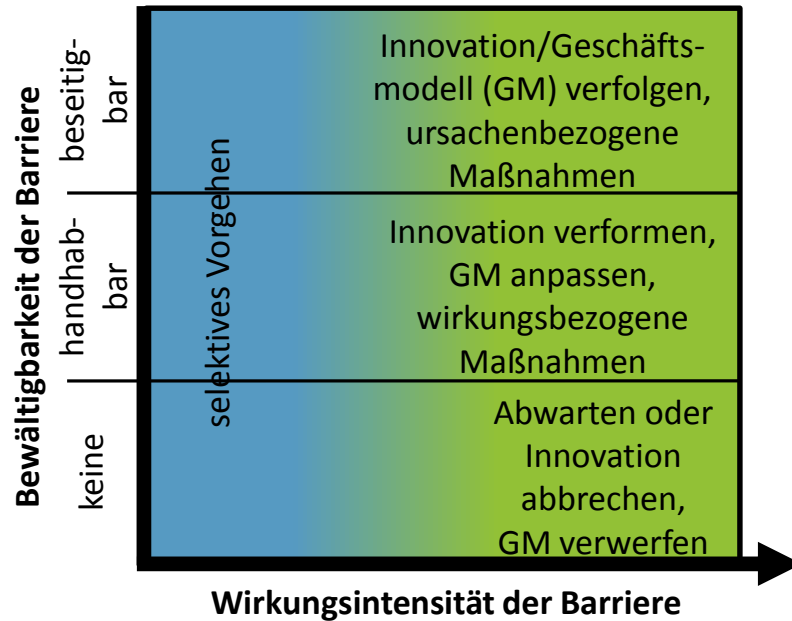 Bewältigbarkeit der Barriere
beseitig-
bar
handhab-
bar
keine
selektives Vorgehen
Innovation/Geschäfts-
modell (GM) verfolgen,
ursachenbezogene
Maßnahmen
Innovation verformen,
GM anpassen,
wirkungsbezogene
Maßnahmen
Abwarten oder
Innovation
abbrechen,
GM verwerfen
Wirkungsintensität der Barriere